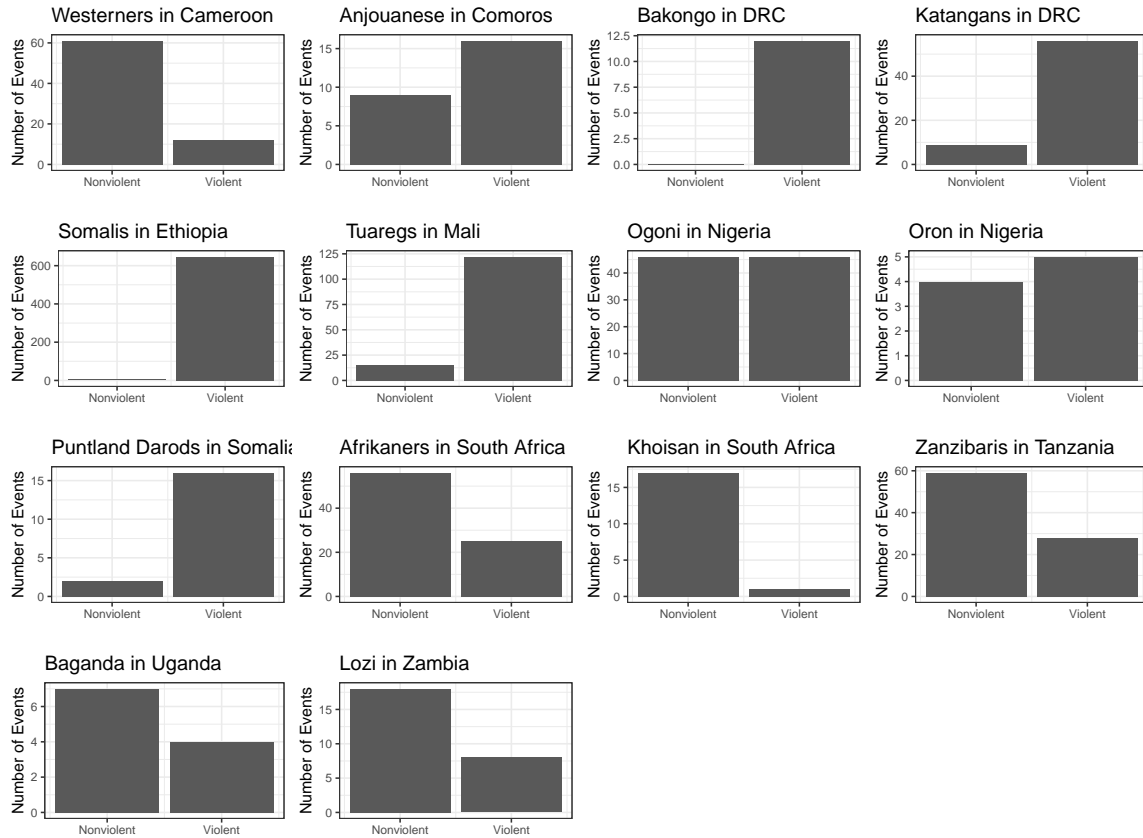 Westerners in Cameroon
Number of Events
60
40
20
0
Nonviolent Violent
Anjouanese in Comoros
Number of Events
15
10
5
0
Nonviolent Violent
Bakongo in DRC
Number of Events
12.5
10.0
7.5
5.0
2.5
0.0
Nonviolent Violent
Katangans in DRC
Number of Events
40
20
0
Nonviolent Violent
Somalis in Ethiopia
Number of Events
600
400
200
0
Nonviolent Violent
Tuaregs in Mali
Number of Events
125
100
75
50
25
0
Nonviolent Violent
Ogoni in Nigeria
Number of Events
40
30
20
10
0
Nonviolent Violent
Oron in Nigeria
Number of Events
5
4
3
2
1
0
Nonviolent Violent
Puntland Darods in Somalia
Number of Events
15
10
5
0
Nonviolent Violent
Afrikaners in South Africa
Number of Events
40
20
0
Nonviolent Violent
Khoisan in South Africa
Number of Events
15
10
5
0
Nonviolent Violent
Zanzibaris in Tanzania
Number of Events
60
40
20
0
Nonviolent Violent
Baganda in Uganda
Number of Events
6
4
2
0
Nonviolent Violent
Lozi in Zambia
Number of Events
15
10
5
0
Nonviolent Violent